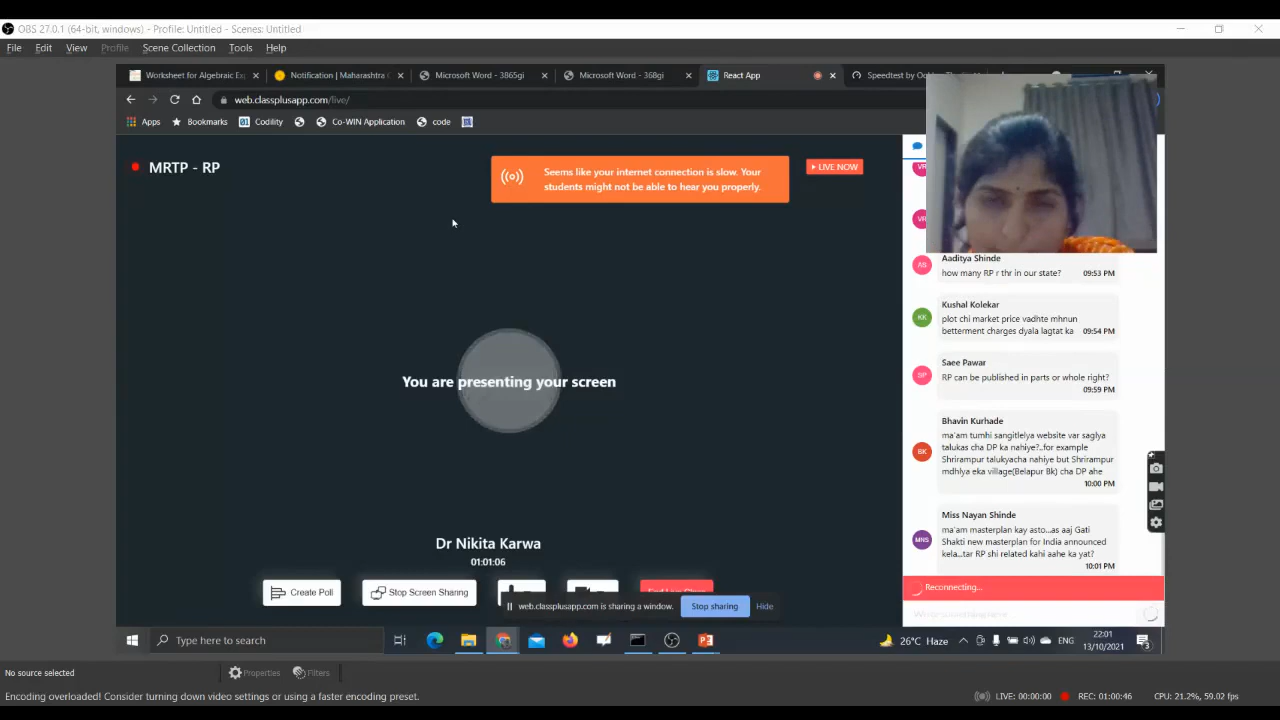 OBS 27.0.1 (64-bit, windows) - Profile: Untitled - Scenes: Untitled
File Edit View Profile Scene Collection Tools Help
Worksheet for Algebraic Ex
Notification | Maharashtra
Microsoft Word - 3865gi
Microsoft Word - 368gi
React App
web.classplusapp.com/live/
Apps Bookmarks Codility Co-WIN Application code
MRTP - RP
Seems like your internet connection is slow. Your
students might not be able to hear you properly.
LIVE NOW
Aaditya Shinde
how many RP r thr in our state? 09:53 PM
Kushal Kolekar
plot chi market price vadhte mhnun
betterment charges dyala lagtat ka 09:54 PM
Saee Pawar
RP can be published in parts or whole right?
09:59 PM
Bhavin Kurhade
ma'am tumhi sangitlelya website var saglya
talukas cha DP ka nahiye?..for example
Shrirampur talukyacha nahiye but Shrirampur
mdhlya eka village(Belapur Bk) cha DP ahe
10:00 PM
Miss Nayan Shinde
ma'am masterplan kay asto...as aaj Gati
Shakti new masterplan for India announced
kela...tar RP shi related kahi aahe ka yat?
10:01 PM
Reconnecting...
You are presenting your screen
Dr Nikita Karwa
01:01:06
Create Poll
Stop Screen Sharing
web.classplusapp.com is sharing a window.
Stop sharing
Hide
Type here to search
26°C Haze
ENG
22:01
13/10/2021
No source selected
Properties
Filters
Encoding overloaded! Consider turning down video settings or using a faster encoding preset.
LIVE: 00:00:00
REC: 01:00:46
CPU: 21.2%, 59.02 fps